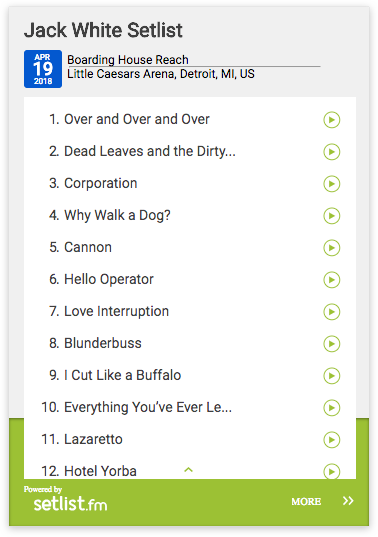 Jack White Setlist
APR
19
2018
Boarding House Reach
Little Caesars Arena, Detroit, MI, US
1. Over and Over and Over
2. Dead Leaves and the Dirty...
3. Corporation
4. Why Walk a Dog?
5. Cannon
6. Hello Operator
7. Love Interruption
8. Blunderbuss
9. I Cut Like a Buffalo
10. Everything You've Ever Le...
11. Lazaretto
12. Hotel Yorba
Powered by
setlist.fm
MORE »